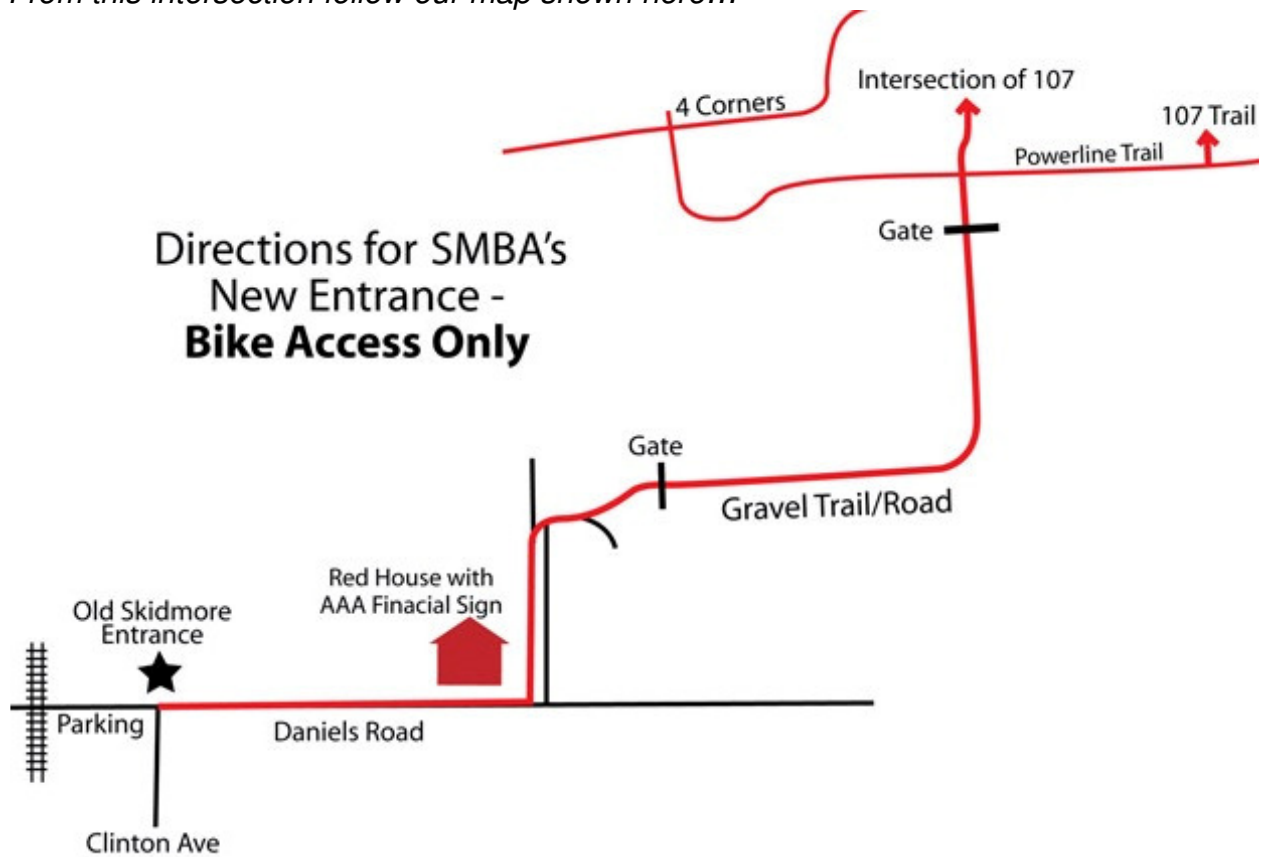 From this intersection follow our map shown here...
4 Corners
Intersection of 107
107 Trail
Powerline Trail
Gate
Directions for SMBA's
New Entrance -
Bike Access Only
Gate
Gravel Trail/Road
Red House with
AAA Finacial Sign
Old Skidmore
Entrance
Parking
Daniels Road
Clinton Ave